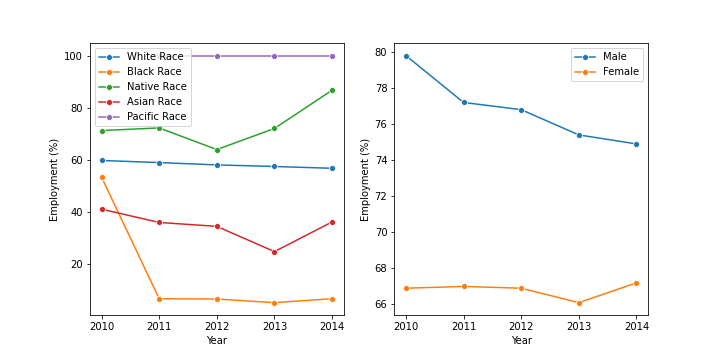 100
80
60
40
20
Employment (%)
White Race
Black Race
Native Race
Asian Race
Pacific Race
2010 2011 2012 2013 2014
Year
80
78
76
74
72
70
68
66
Employment (%)
Male
Female
2010 2011 2012 2013 2014
Year